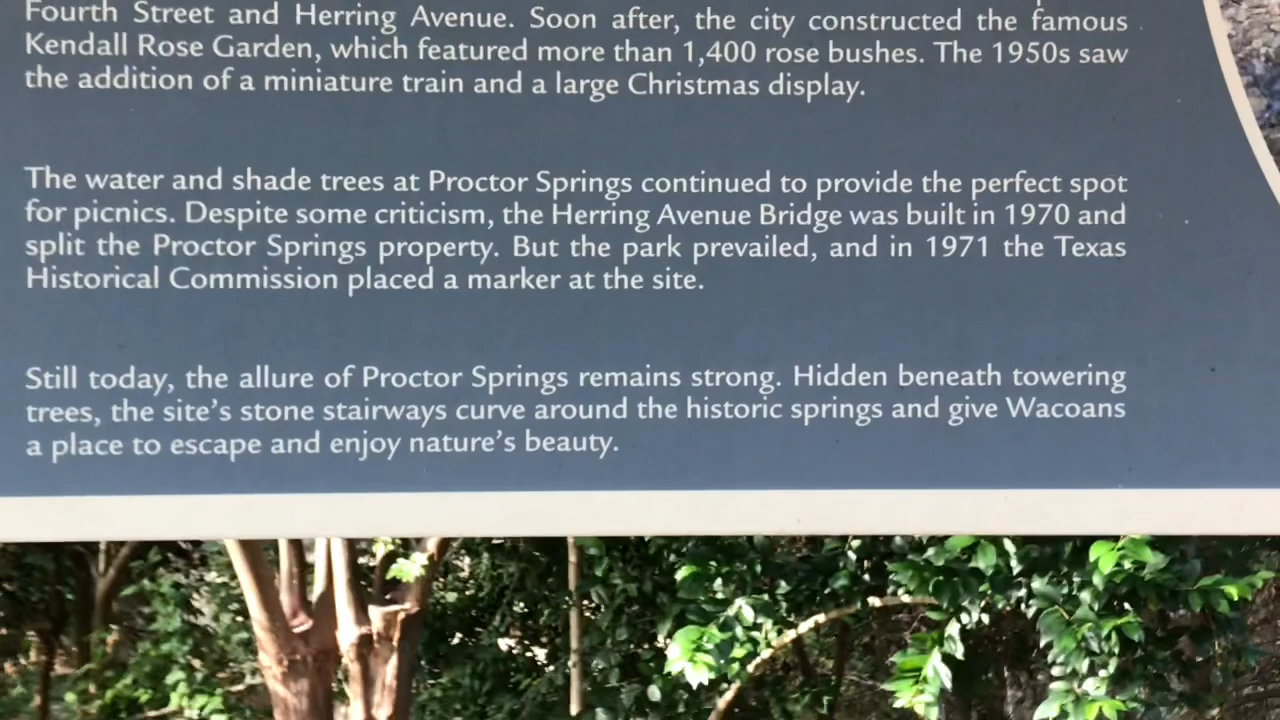 Fourth Street and Herring Avenue. Soon after, the city constructed the famous
Kendall Rose Garden, which featured more than 1,400 rose bushes. The 1950s saw
the addition of a miniature train and a large Christmas display.
The water and shade trees at Proctor Springs continued to provide the perfect spot
for picnics. Despite some criticism, the Herring Avenue Bridge was built in 1970 and
split the Proctor Springs property. But the park prevailed, and in 1971 the Texas
Historical Commission placed a marker at the site.
Still today, the allure of Proctor Springs remains strong. Hidden beneath towering
trees, the site's stone stairways curve around the historic springs and give Wacoans
a place to escape and enjoy nature's beauty.